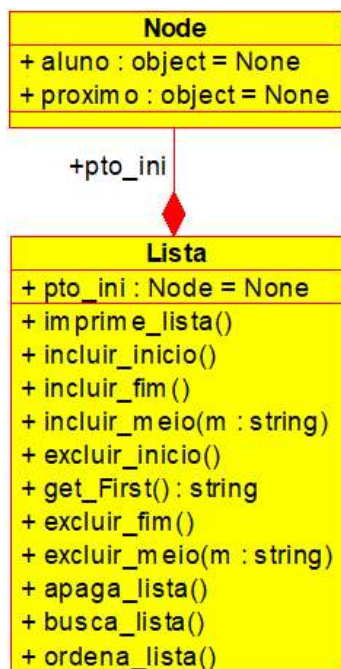 Node
+ aluno : object = None
+ proximo : object = None
+pto_ini
Lista
+ pto_ini : Node = None
+ imprime_lista()
+ incluir_inicio()
+ incluir_fim()
+ incluir_meio(m : string)
+ excluir_inicio()
+ get_First() : string
+ excluir_fim()
+ excluir_meio(m : string)
+ apaga_lista()
+ busca_lista()
+ ordena_lista()